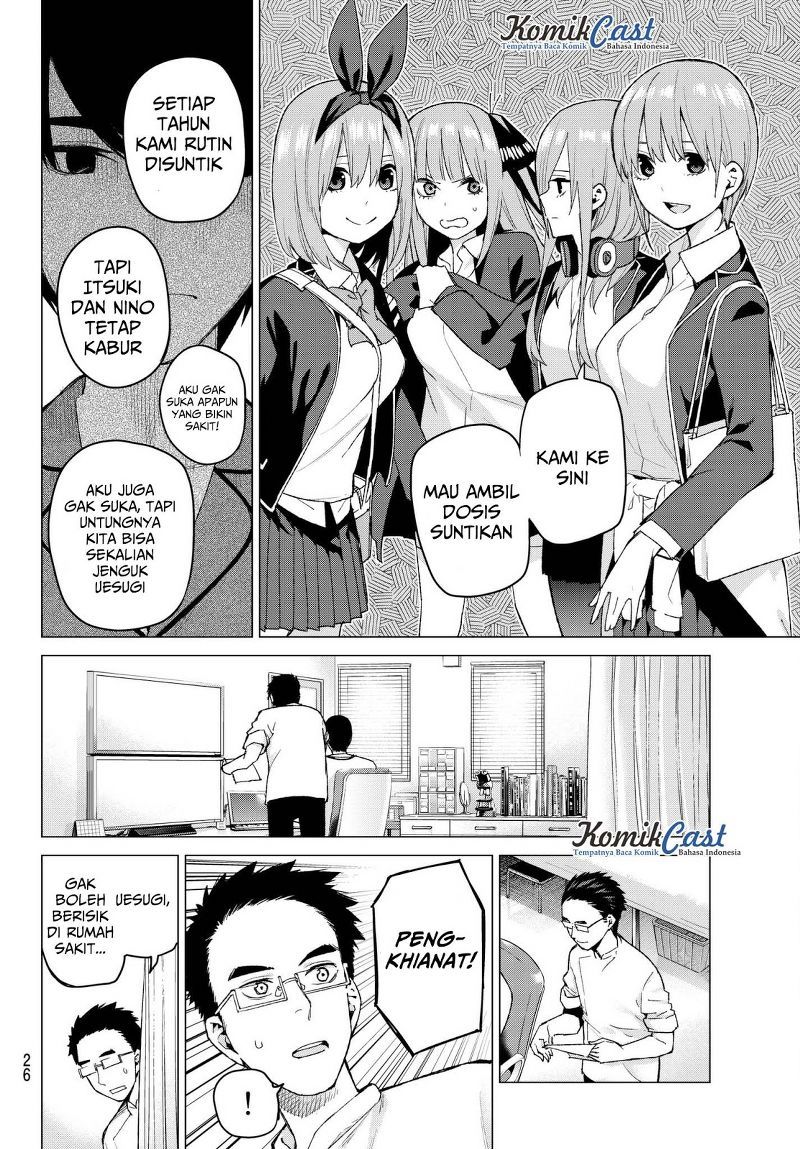 KomikCast
Tempatnya Baca Komik Bahasa Indonesia
KAMI KE
SINI
MAU AMBIL
DOSIS
SUNTIKAN
SETIAP
TAHUN
KAMI RUTIN
DISUNTIK
TAPI
ITSUKI
DAN NINO
TETAP
KABUR
AKU GAK
SUKA APAPUN
YANG BIKIN
SAKIT!
AKU JUGA
GAK SUKA, TAPI
UNTUNGNYA
KITA BISA
SEKALIAN
JENGUK
UESUGI
KomikCast
Tempatnya Baca Komik Bahasa Indonesia
PENG-
KHIANAT!
!
GAK
BOLEH UESUGI,
BERISIK
DI RUMAH
SAKIT...
26